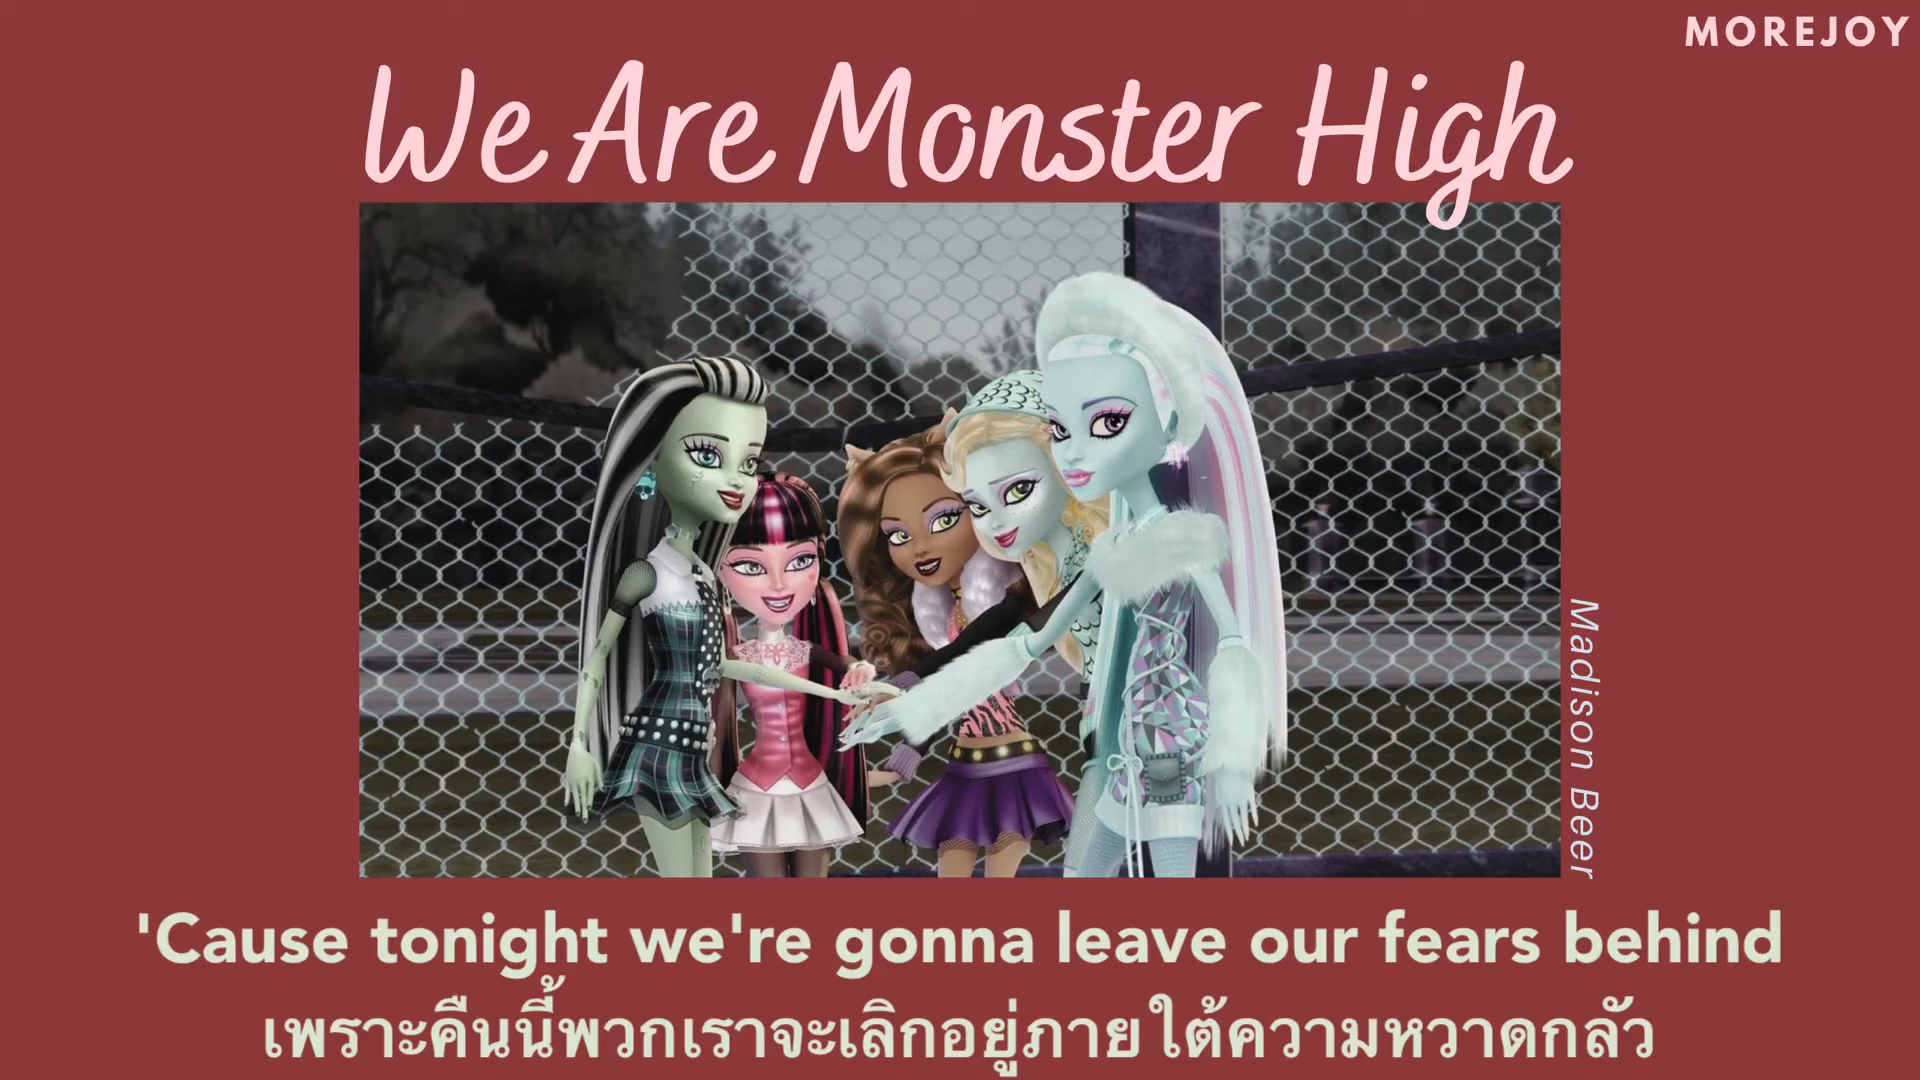 MOREJOY
We Are Monster High
Madison Beer
'Cause tonight we're gonna leave our fears behind
เพราะคืนนี้พวกเราจะเลิกอยู่ภายใต้ความหวาดกลัว